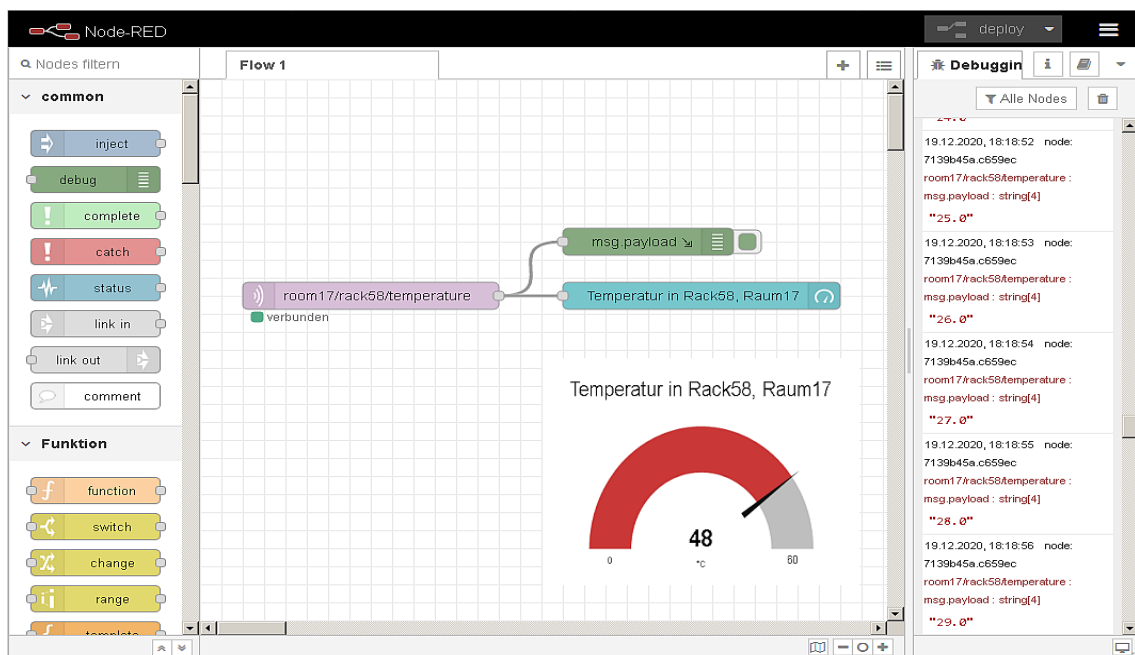 Node-RED
deploy
Nodes filtern
Flow 1
Debuggin
i
Alle Nodes
common
inject
debug
complete
catch
status
link in
link out
comment
Funktion
function
switch
change
range
template
msg.payload
room17/rack58/temperature
Temperatur in Rack58, Raum17
verbunden
Temperatur in Rack58, Raum17
48
0
°C
60
24.0"
19.12.2020, 18:18:52 node:
7139b45a.c659ec
room17/rack58/temperature :
msg.payload : string[4]
"25.0"
19.12.2020, 18:18:53 node:
7139b45a.c659ec
room17/rack58/temperature :
msg.payload : string[4]
"26.0"
19.12.2020, 18:18:54 node:
7139b45a.c659ec
room17/rack58/temperature :
msg.payload : string[4]
"27.0"
19.12.2020, 18:18:55 node:
7139b45a.c659ec
room17/rack58/temperature :
msg.payload : string[4]
"28.0"
19.12.2020, 18:18:56 node:
7139b45a.c659ec
room17/rack58/temperature :
msg.payload : string[4]
"29.0"